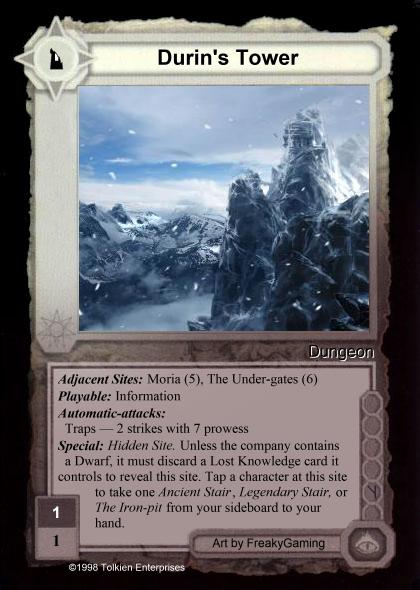 Durin's Tower
Dungeon
Adjacent Sites: Moria (5), The Under-gates (6)
Playable: Information
Automatic-attacks:
Traps — 2 strikes with 7 prowess
Special: Hidden Site. Unless the company contains
a Dwarf, it must discard a Lost Knowledge card it
controls to reveal this site. Tap a character at this site
to take one Ancient Stair, Legendary Stair, or
The Iron-pit from your sideboard to your
hand.
1
1
Art by FreakyGaming
©1998 Tolkien Enterprises